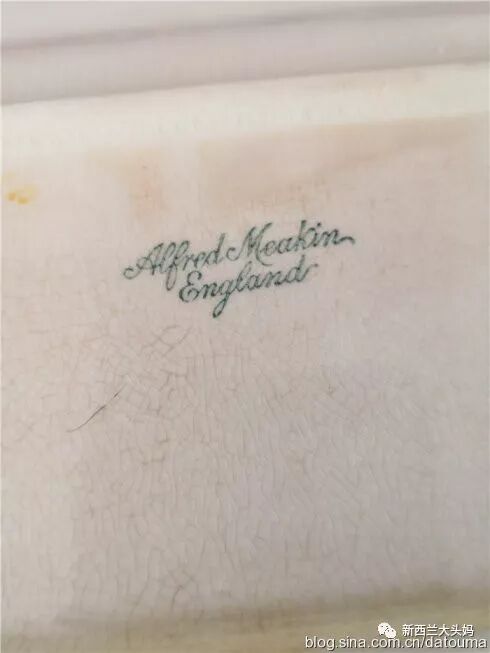 Alfred Meakin
England
新西兰大头妈
blog.sina.com.cn/datouma